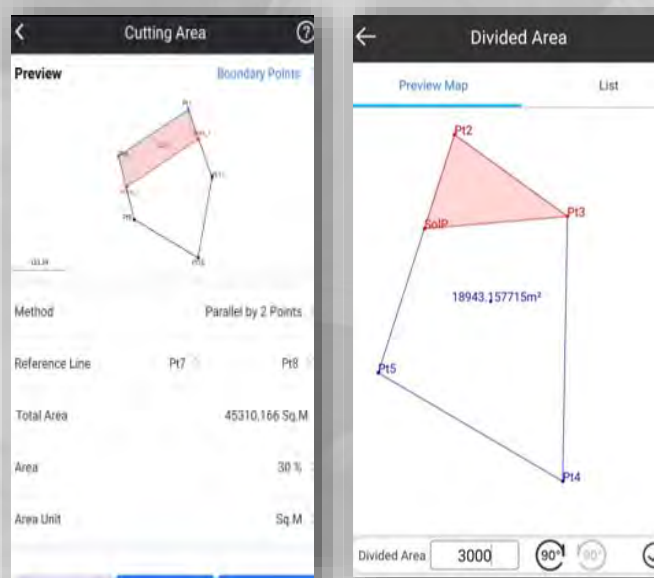 Cutting Area
Preview
Boundary Points
Method
Parallel by 2 Points
Reference Line
Pt7
Pt8
Total Area
45310.166 Sq.M
Area
30 %
Area Unit
Sq.M
Divided Area
Preview Map
List
Pt2
Pt3
SolP
18943.157715m²
Pt5
Pt4
Divided Area
3000
90°
90°